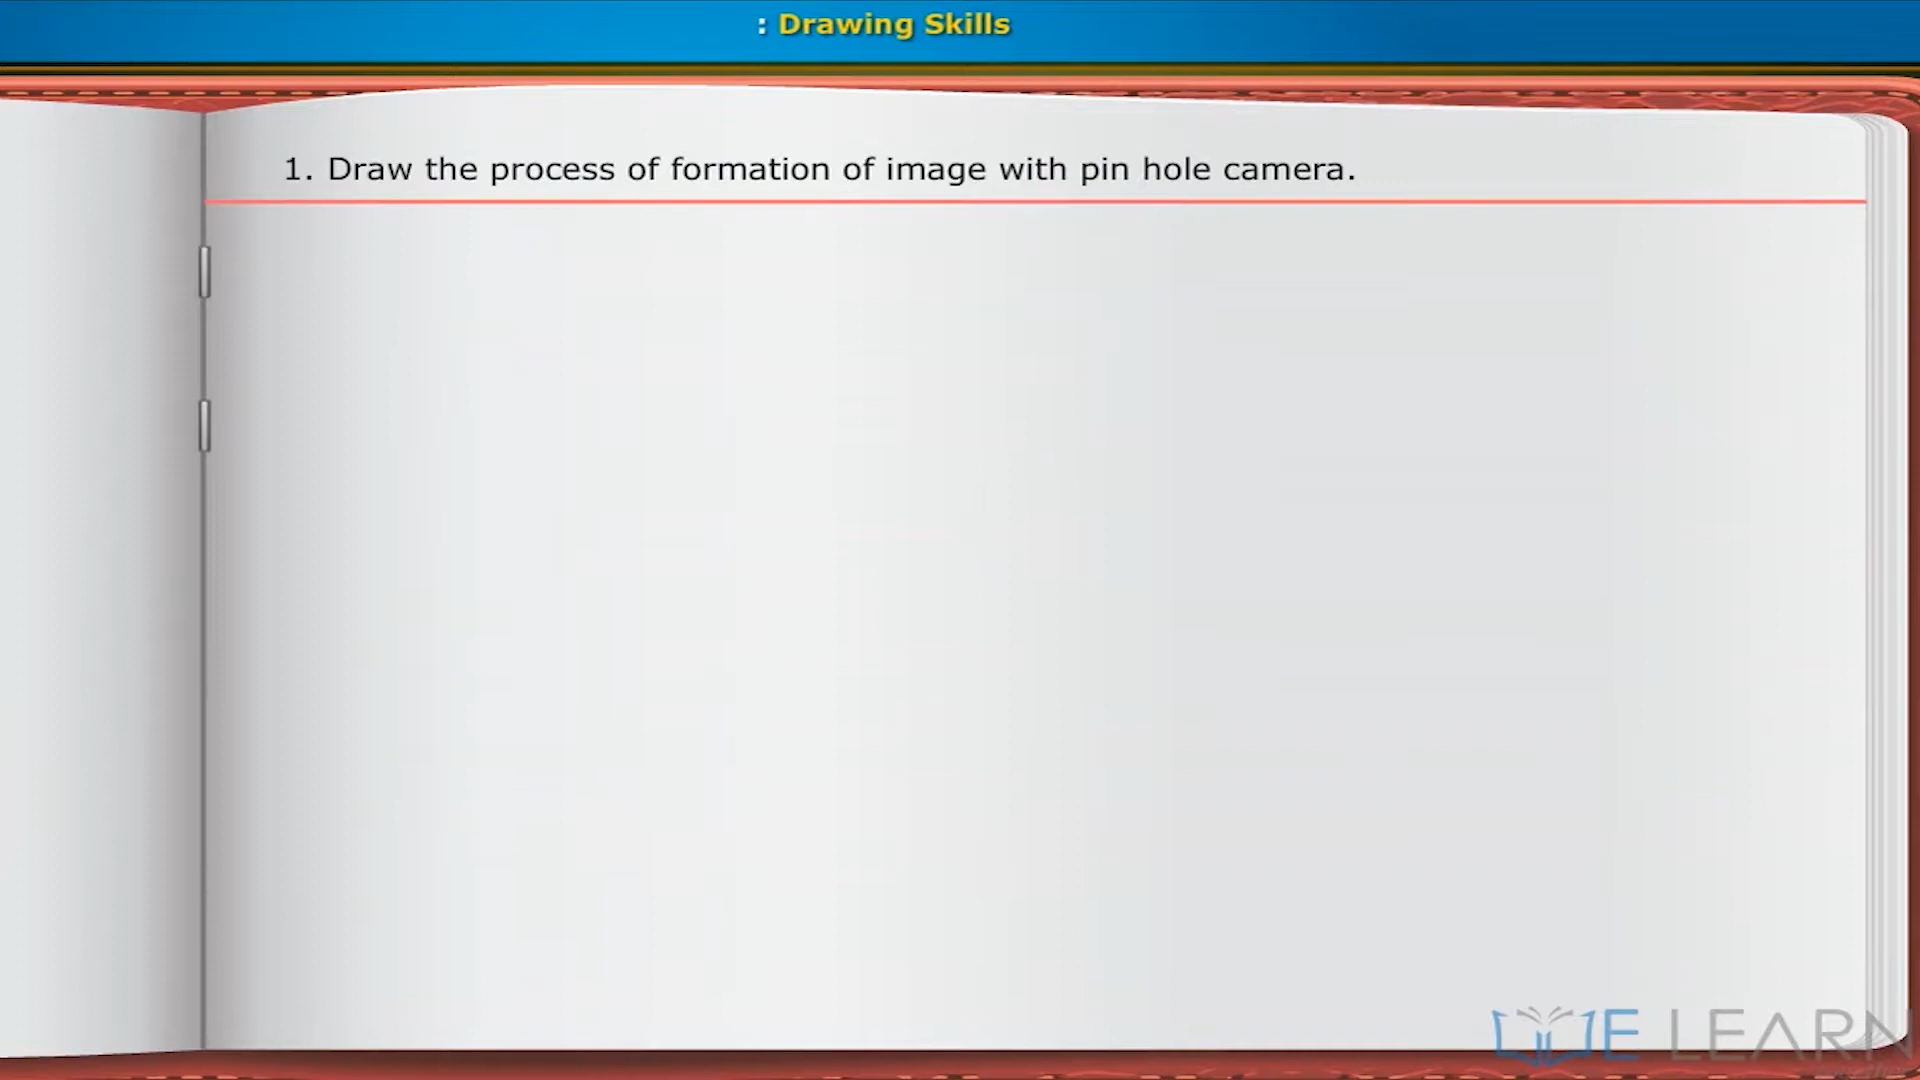 : Drawing Skills
1. Draw the process of formation of image with pin hole camera.
E LEARN